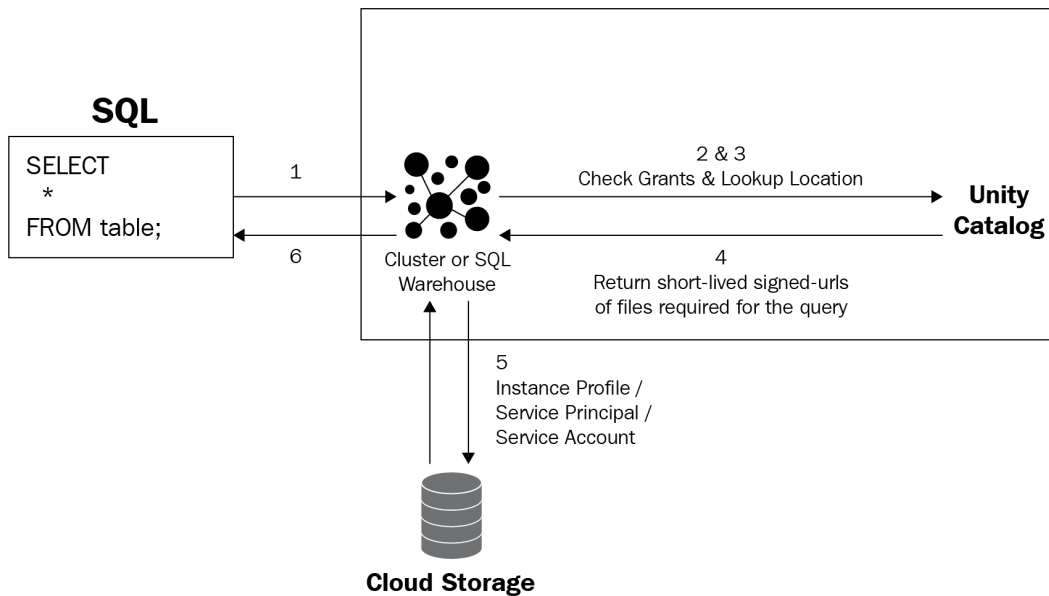 SQL
SELECT
*
FROM table;
1
6
Cluster or SQL
Warehouse
2 & 3
Check Grants & Lookup Location
4
Return short-lived signed-urls
of files required for the query
Unity
Catalog
5
Instance Profile /
Service Principal /
Service Account
Cloud Storage